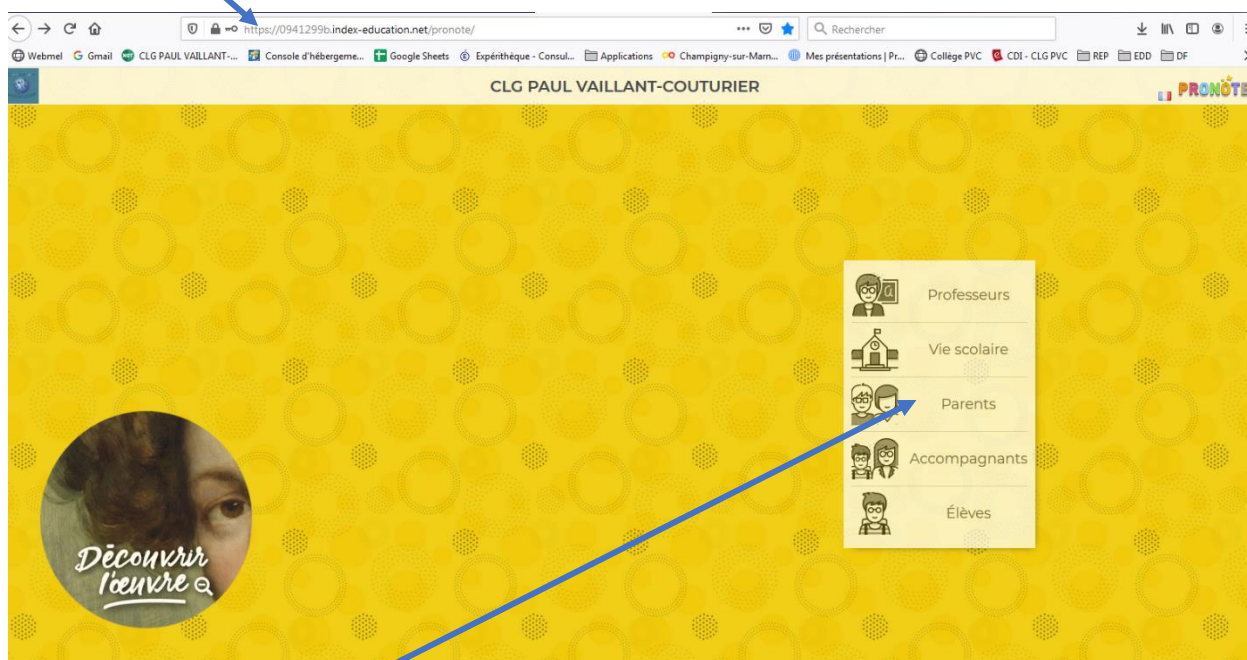 https://0941299b.index-education.net/pronote/
Rechercher
Webmel Gmail CLG PAUL VAILLANT-... Console d'hébergeme... Google Sheets Expérithèque - Consul... Applications Champigny-sur-Marn... Mes présentations | Pr... Collège PVC CDI - CLG PVC REP EDD DF
CLG PAUL VAILLANT-COUTURIER
PRONOTE
Professeurs
Vie scolaire
Parents
Accompagnants
Élèves
Découvrir
l'œuvre